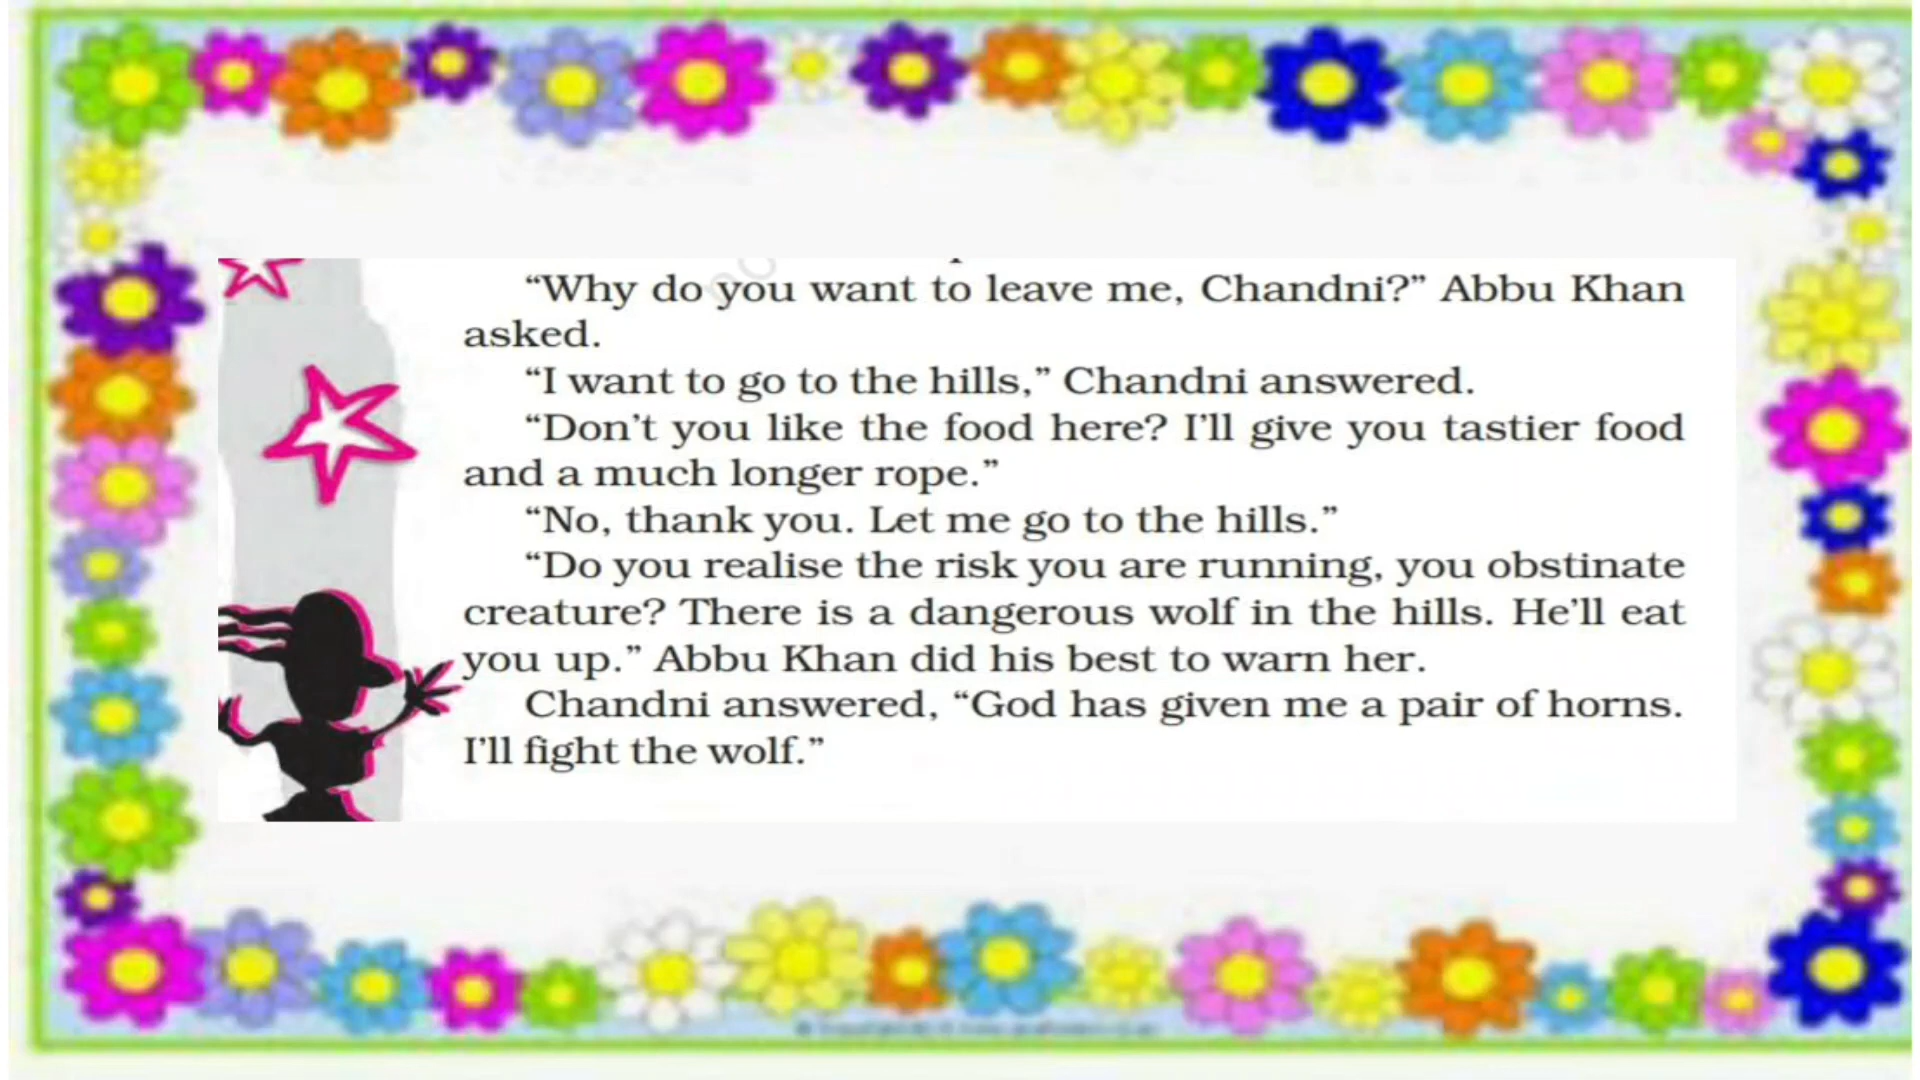 “Why do you want to leave me, Chandni?” Abbu Khan
asked.
“I want to go to the hills,” Chandni answered.
“Don’t you like the food here? I’ll give you tastier food
and a much longer rope.”
“No, thank you. Let me go to the hills.”
“Do you realise the risk you are running, you obstinate
creature? There is a dangerous wolf in the hills. He’ll eat
you up.” Abbu Khan did his best to warn her.
Chandni answered, “God has given me a pair of horns.
I’ll fight the wolf.”